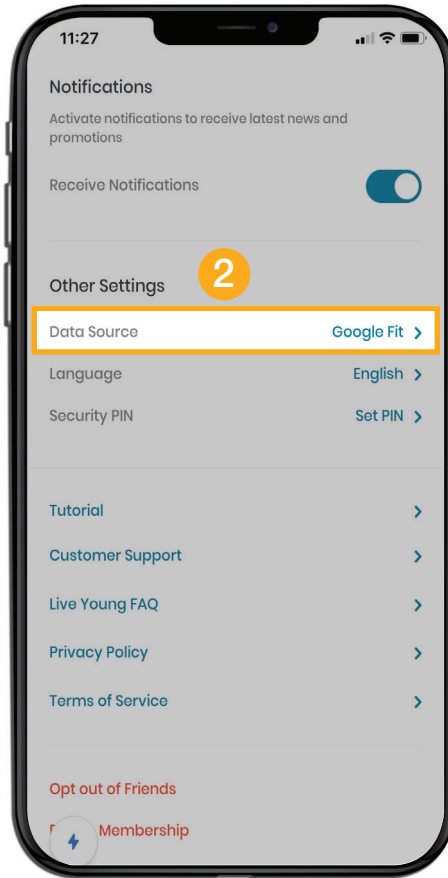 11:27
Notifications
Activate notifications to receive latest news and
promotions
Receive Notifications
2
Other Settings
Data Source Google Fit
Language English
Security PIN Set PIN
Tutorial
Customer Support
Live Young FAQ
Privacy Policy
Terms of Service
Opt out of Friends
Membership